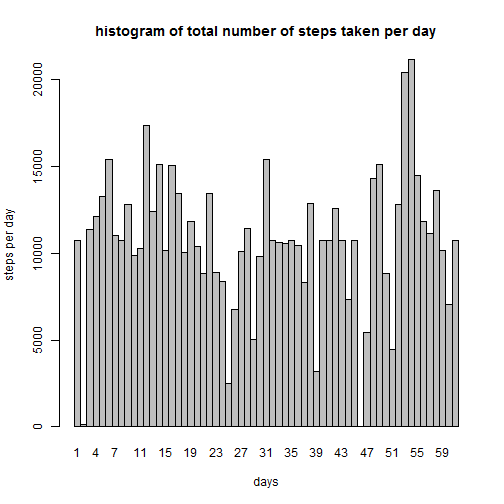 histogram of total number of steps taken per day
steps per day
20000
15000
10000
5000
0
1 4 7 11 15 19 23 27 31 35 39 43 47 51 55 59
days